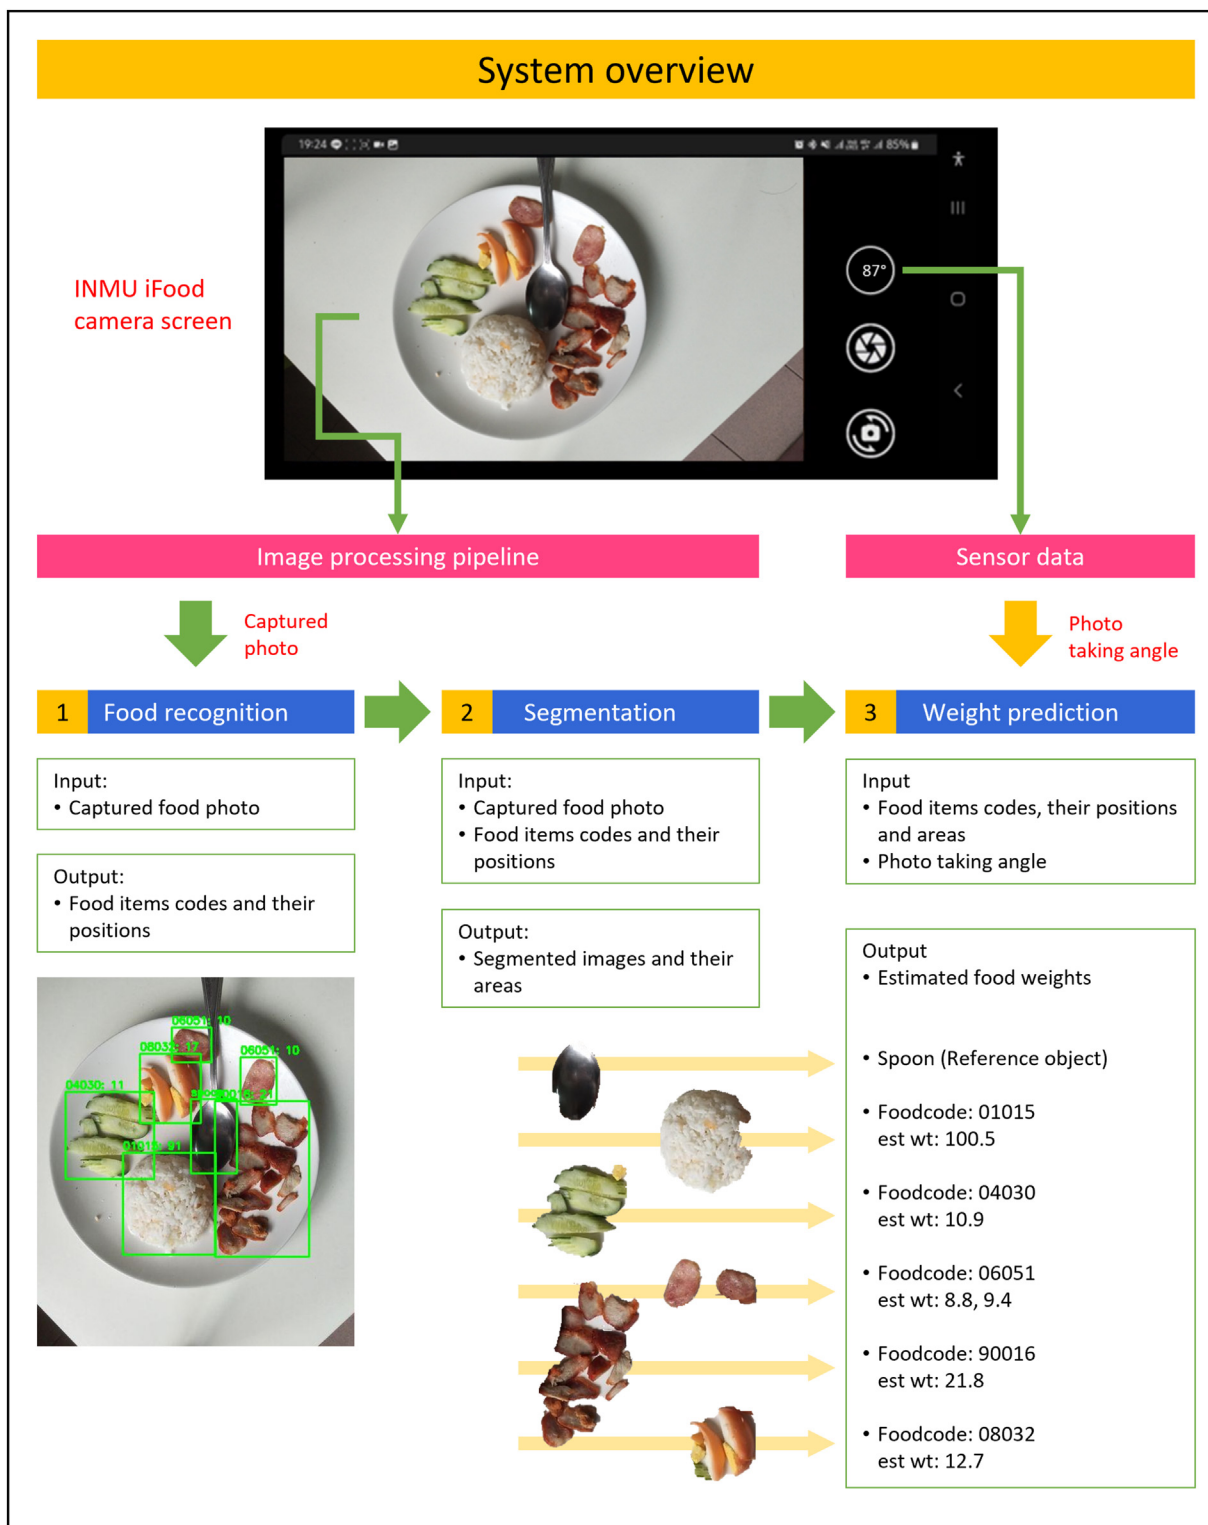 System overview
19:24
85%
87°
INMU iFood
camera screen
Image processing pipeline
Sensor data
Captured
photo
Photo
taking angle
1 Food recognition
2 Segmentation
3 Weight prediction
Input:
• Captured food photo
Output:
• Food items codes and their
positions
06051: 10
08032: 17
06051: 10
04030: 11
Input:
• Captured food photo
• Food items codes and their
positions
Output:
• Segmented images and their
areas
Input
• Food items codes, their positions
and areas
• Photo taking angle
Output
• Estimated food weights
• Spoon (Reference object)
• Foodcode: 01015
est wt: 100.5
• Foodcode: 04030
est wt: 10.9
• Foodcode: 06051
est wt: 8.8, 9.4
• Foodcode: 90016
est wt: 21.8
• Foodcode: 08032
est wt: 12.7